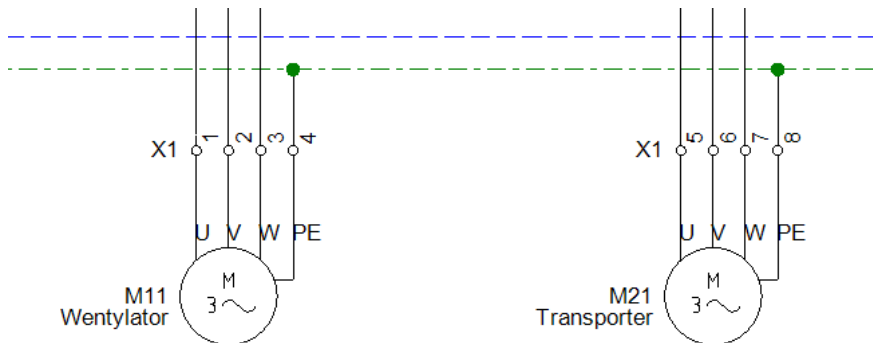 1 2 3 4 5 6 7 8
X1 X1
U V W PE U V W PE
M M
3 3
M11 M21
Wentylator Transporter